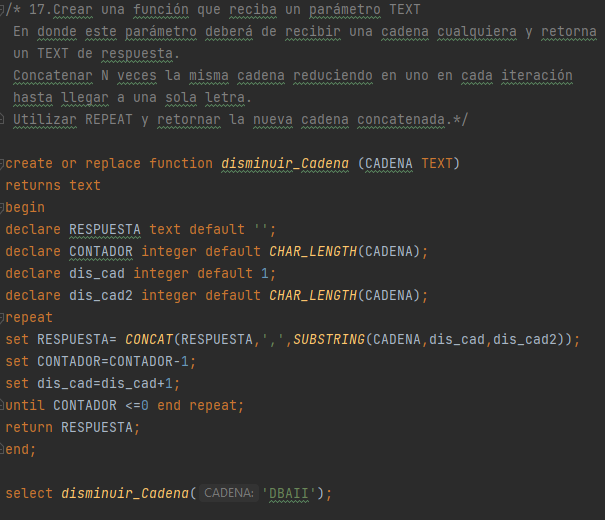 /* 17.Crear una función que reciba un parámetro TEXT
En donde este parámetro deberá de recibir una cadena cualquiera y retorna
un TEXT de respuesta.
Concatenar N veces la misma cadena reduciendo en uno en cada iteración
hasta llegar a una sola letra.
Utilizar REPEAT y retornar la nueva cadena concatenada.*/
create or replace function disminuir_Cadena (CADENA TEXT)
returns text
begin
declare RESPUESTA text default '';
declare CONTADOR integer default CHAR_LENGTH(CADENA);
declare dis_cad integer default 1;
declare dis_cad2 integer default CHAR_LENGTH(CADENA);
repeat
set RESPUESTA= CONCAT(RESPUESTA,',',SUBSTRING(CADENA,dis_cad,dis_cad2));
set CONTADOR=CONTADOR-1;
set dis_cad=dis_cad+1;
until CONTADOR <=0 end repeat;
return RESPUESTA;
end;
select disminuir_Cadena( CADENA: 'DBAII');